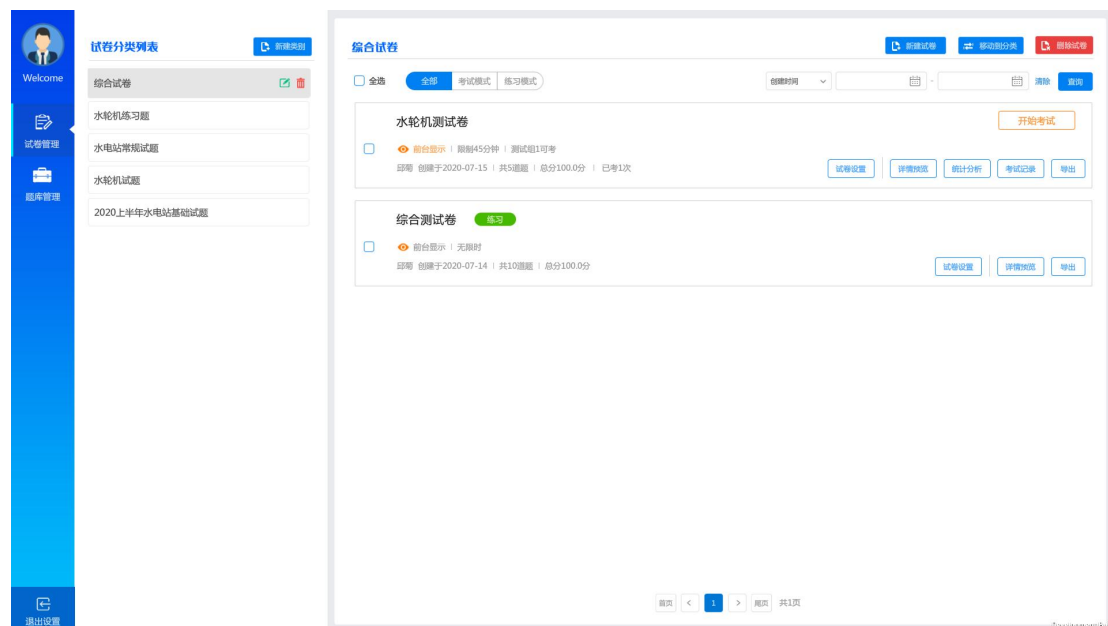 Welcome
试卷管理
题库管理
退出设置
试卷分类列表 新建类别
综合试卷
水轮机练习题
水电站常规试题
水轮机试题
2020上半年水电站基础试题
综合试卷 新建试卷 移动到分类 删除试卷
全选 全部 考试模式 练习模式 创建时间 - 清除 查询
水轮机测试卷 开始考试
前台显示 | 限制45分钟 | 测试组1可考
邱菊 创建于2020-07-15 | 共5道题 | 总分100.0分 | 已考1次 试卷设置 详情预览 统计分析 考试记录 导出
综合测试卷 练习
前台显示 | 无限时
邱菊 创建于2020-07-14 | 共10道题 | 总分100.0分 试卷设置 详情预览 导出
首页 < 1 > 尾页 共1页